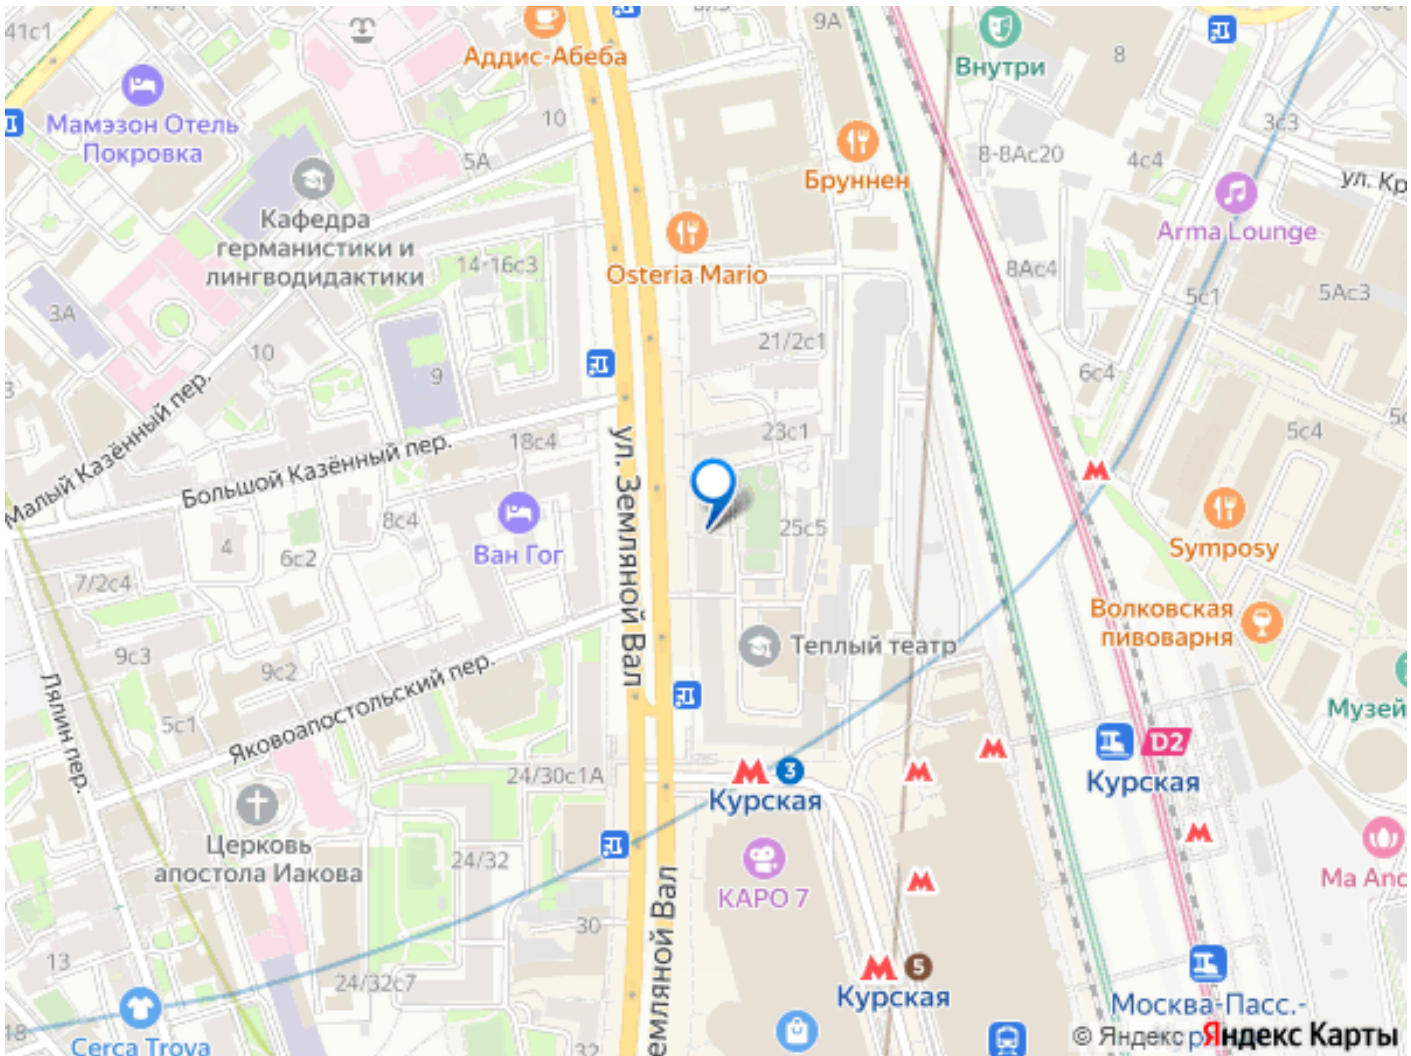 41с1
Аддис-Абеба
9А
Внутри
8
Мамэзон Отель
Покровка
10
5А
Кафедра
германистики и
лингводидактики
Бруннен
8-8Ас20
3с3
4с4
ул. Кр
Arma Lounge
Osteria Mario
14-16с3
8Ас4
5с1
5Ас3
3А
10
9
21/2с1
6с4
Малый Казённый пер.
Большой Казённый пер.
18с4
ул. Земляной Вал
23с1
5с4
8с4
4
6с2
Ван Гог
25с5
Symposy
7/2с4
Волковская
пивоварня
9с3
9с2
Теплый театр
Лялин пер.
5с1
Яковоапостольский пер.
Музей
D2
Курская
24/30с1А
3
Курская
Церковь
апостола Иакова
24/32
КАРО 7
Ma Anc
30
емляной Вал
13
24/32с7
5
Курская
Москва-Пасс.-
18
Cerca Trova
32
© Яндекс Яндекс Карты